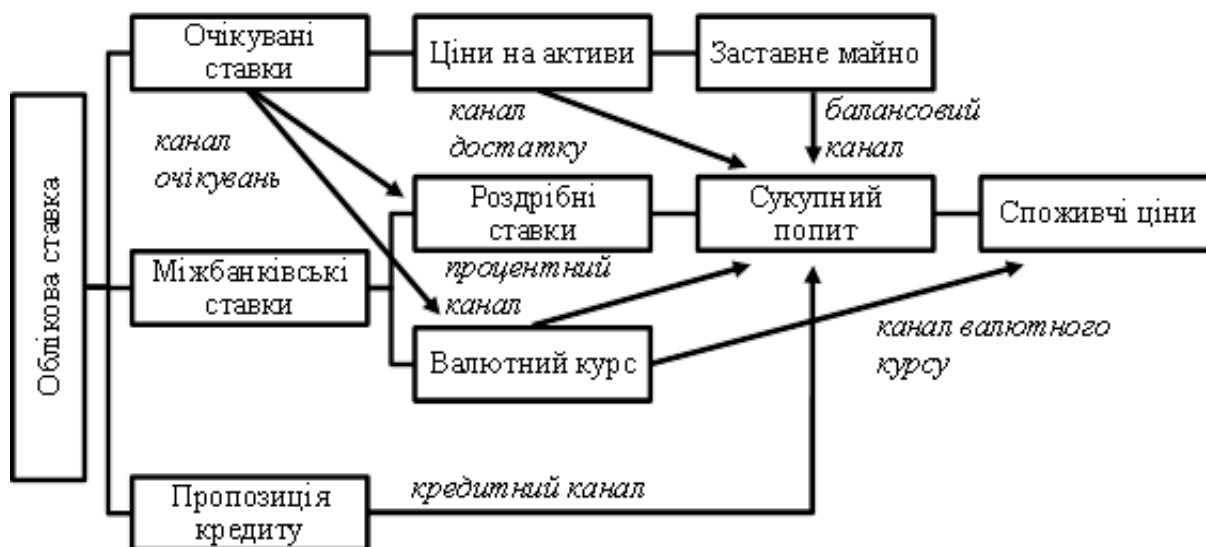 Очікувані
ставки
Ціни на активи
Заставне майно
канал
очікувань
канал
достатку
балансовий
канал
Облікова ставка
Роздрібні
ставки
Сукупний
попит
Споживчі ціни
Міжбанківські
ставки
процентний
канал
Валютний курс
канал валютного
курсу
Пропозиція
кредиту
кредитний канал